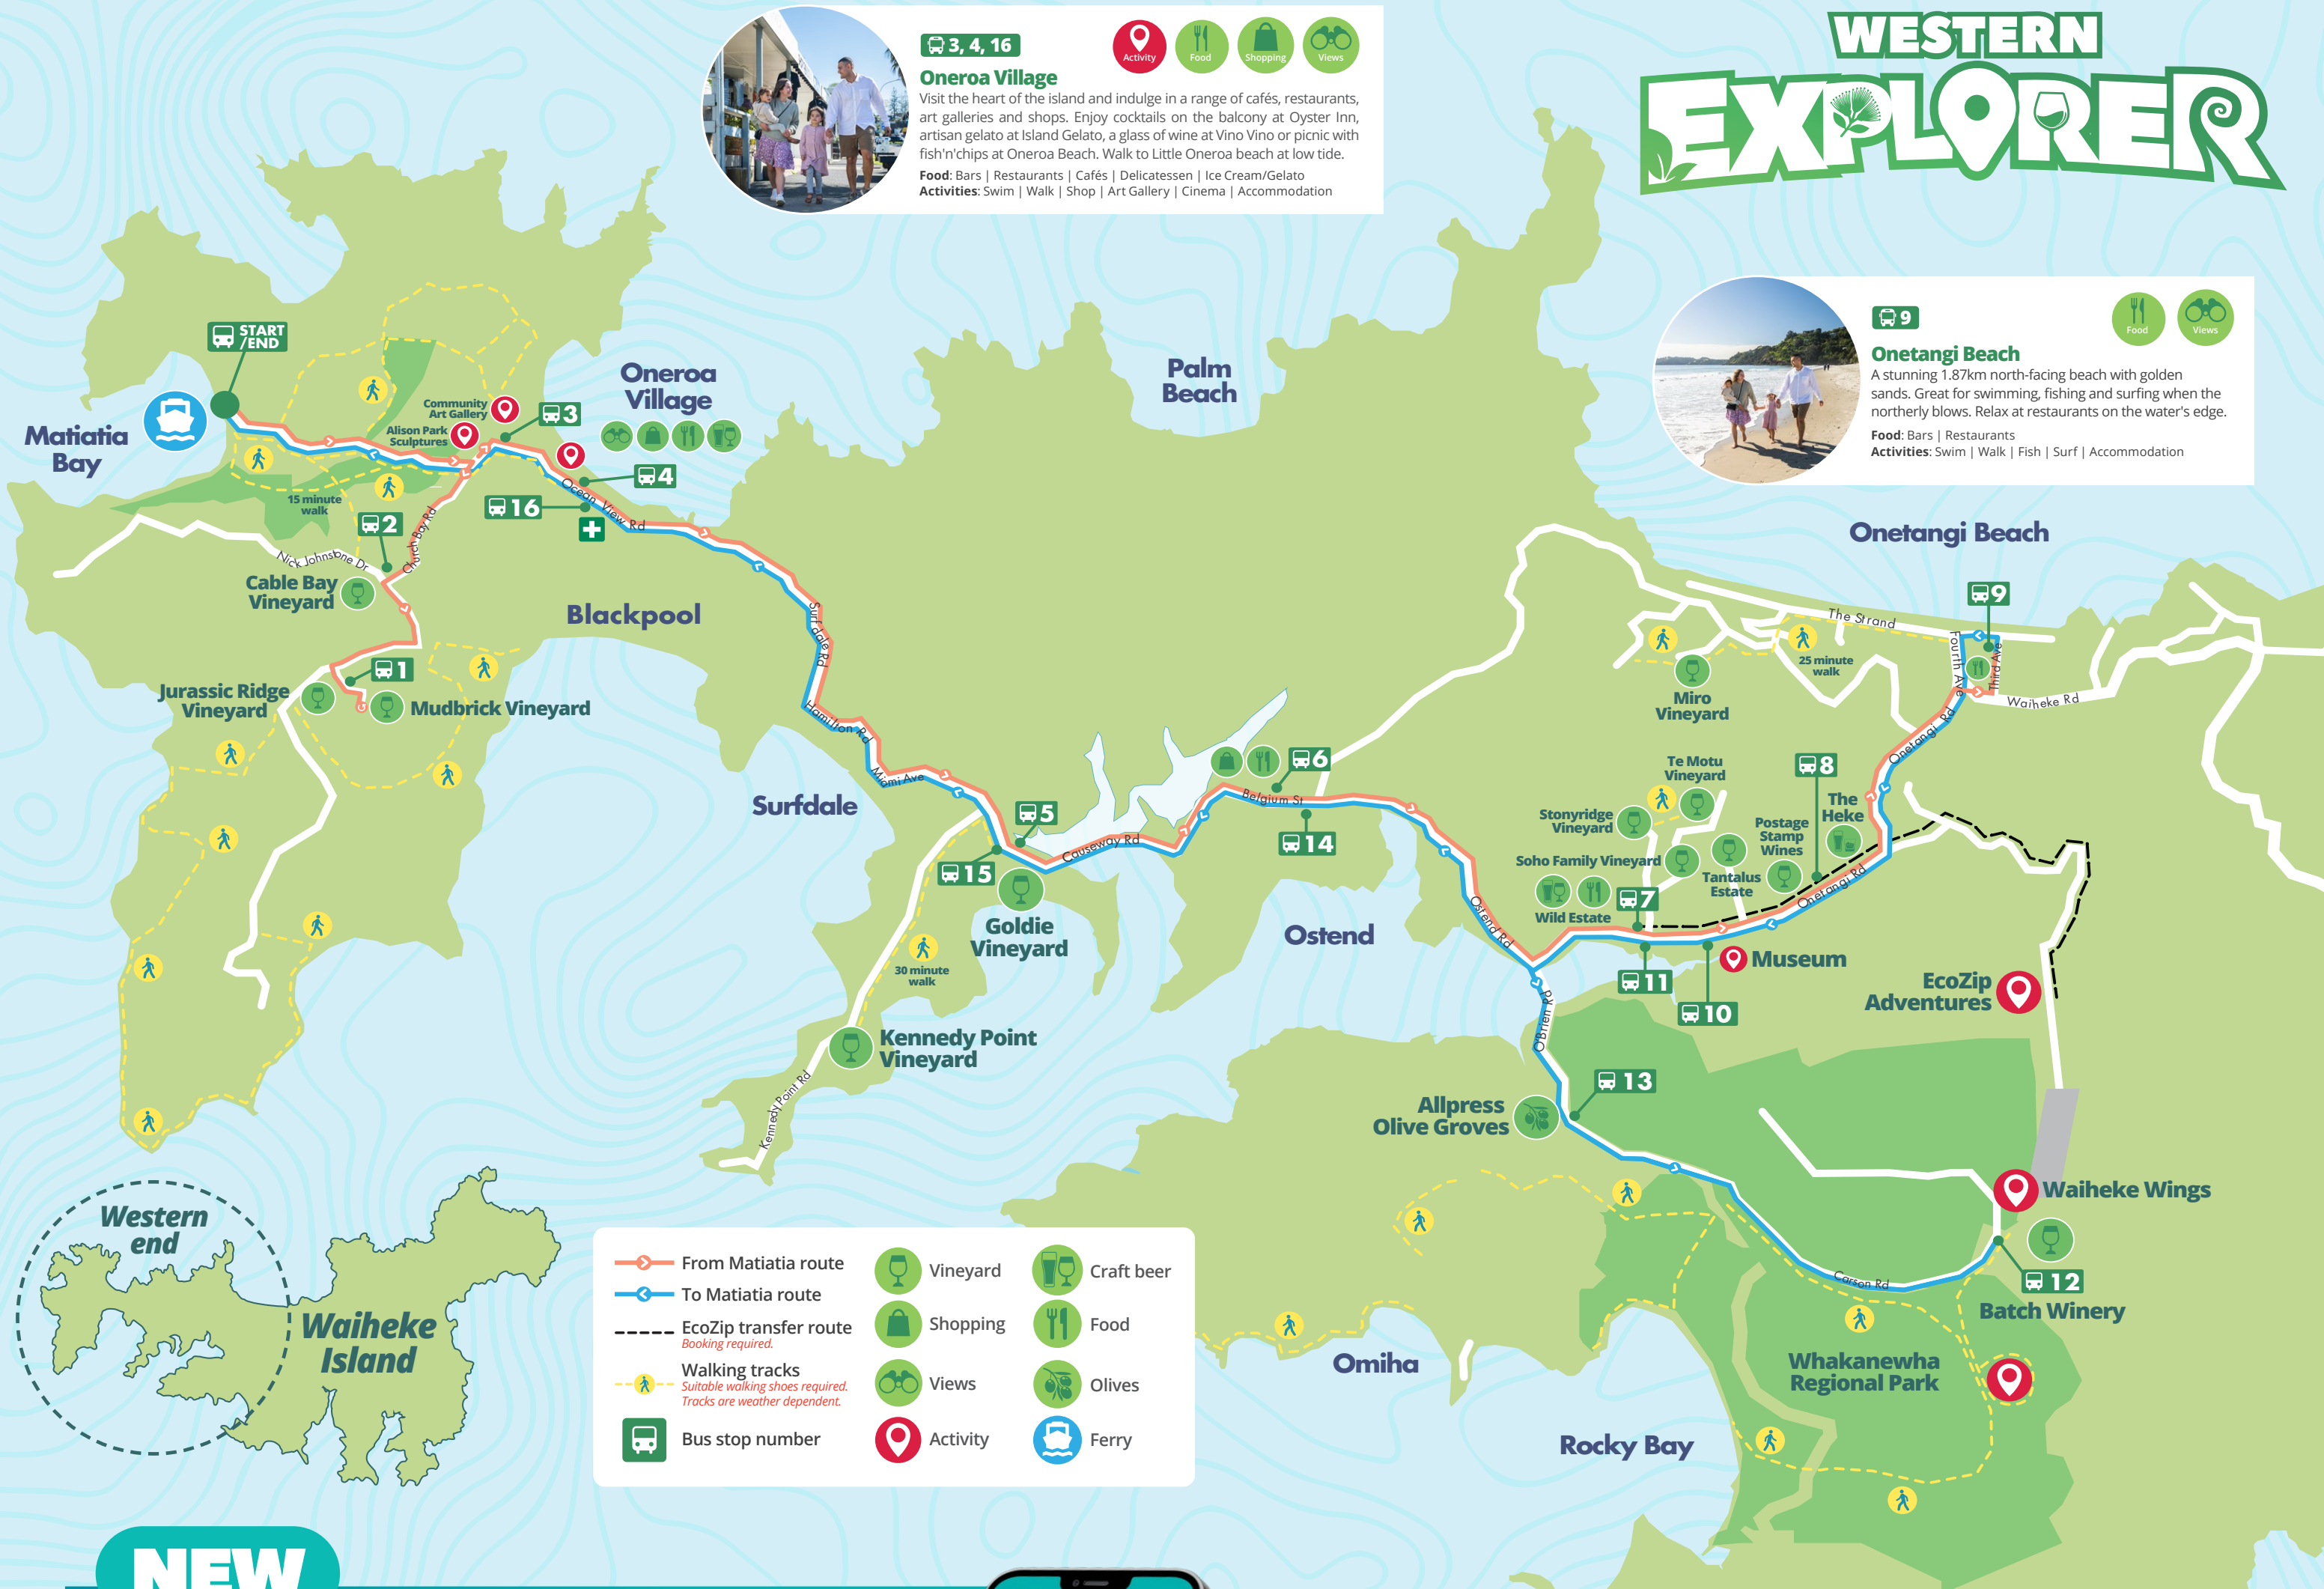 WESTERN
EXPLORER
3, 4, 16
Activity
Food
Shopping
Views
Oneroa Village
Visit the heart of the island and indulge in a range of cafés, restaurants,
art galleries and shops. Enjoy cocktails on the balcony at Oyster Inn,
artisan gelato at Island Gelato, a glass of wine at Vino Vino or picnic with
fish'n'chips at Oneroa Beach. Walk to Little Oneroa beach at low tide.
Food: Bars | Restaurants | Cafés | Delicatessen | Ice Cream/Gelato
Activities: Swim | Walk | Shop | Art Gallery | Cinema | Accommodation
9
Food
Views
Onetangi Beach
A stunning 1.87km north-facing beach with golden
sands. Great for swimming, fishing and surfing when the
northerly blows. Relax at restaurants on the water's edge.
Food: Bars | Restaurants
Activities: Swim | Walk | Fish | Surf | Accommodation
START
/END
Matiatia
Bay
Community
Art Gallery
Alison Park
Sculptures
3
Oneroa
Village
4
16
Ocean View Rd
15 minute
walk
2
Church Bay Rd
Nick Johnstone Dr
Cable Bay
Vineyard
1
Jurassic Ridge
Vineyard
Mudbrick Vineyard
Blackpool
Palm
Beach
Surfdale Rd
Hamilton Rd
Miami Ave
Surfdale
5
15
Causeway Rd
Goldie
Vineyard
30 minute
walk
Kennedy Point
Vineyard
Kennedy Point Rd
6
Belgium St
14
Ostend
Ostend Rd
Onetangi Beach
9
The Strand
Fourth Ave
Third Ave
Waiheke Rd
25 minute
walk
Miro
Vineyard
Onetangi Rd
Te Motu
Vineyard
8
The
Heke
Stonyridge
Vineyard
Postage
Stamp
Wines
Soho Family Vineyard
Tantalus
Estate
Onetangi Rd
Wild Estate
7
11
10
Museum
EcoZip
Adventures
O'Brien Rd
13
Allpress
Olive Groves
Waiheke Wings
12
Batch Winery
Carson Rd
Whakanewha
Regional Park
Omiha
Rocky Bay
Western
end
Waiheke
Island
From Matiatia route
To Matiatia route
EcoZip transfer route
Booking required.
Walking tracks
Suitable walking shoes required.
Tracks are weather dependent.
Bus stop number
Vineyard
Shopping
Views
Activity
Craft beer
Food
Olives
Ferry
NEW